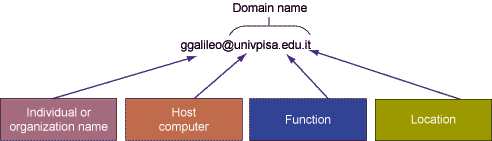 Domain name
ggalileo@univpisa.edu.it
Individual or
organization name
Host
computer
Function
Location